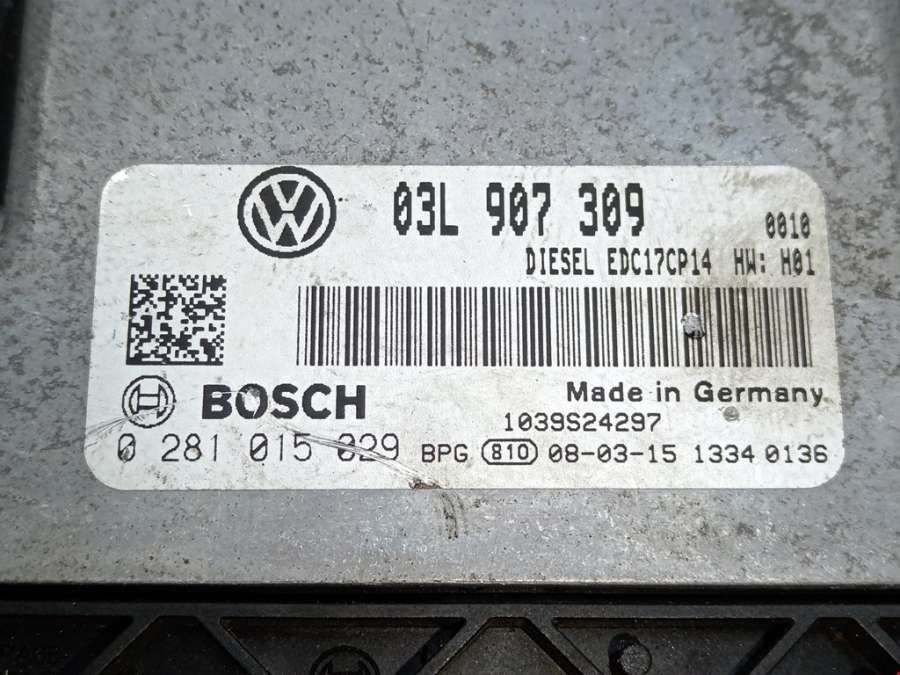 03L 907 309
0010
DIESEL EDC17CP14 HW: H01
BOSCH
Made in Germany
1039S24297
0 281 015 029 BPG 810 08-03-15 1334 0136